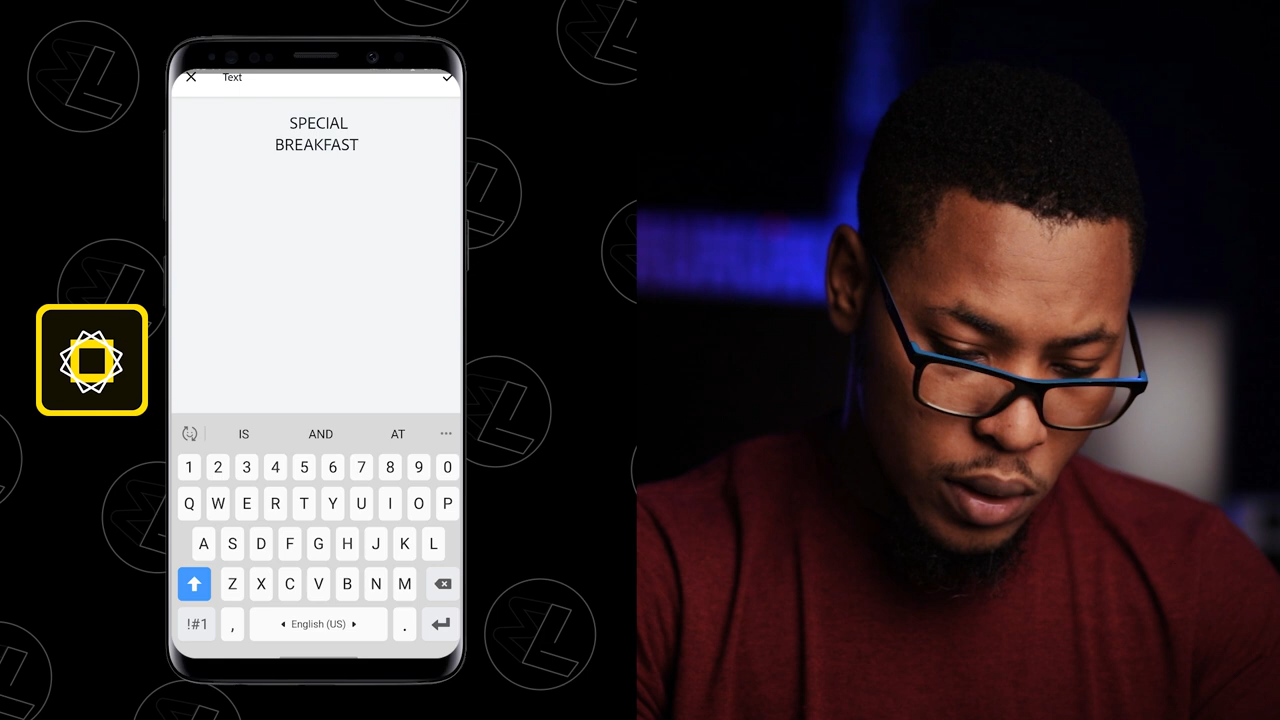 Text
SPECIAL
BREAKFAST
IS AND AT
1 2 3 4 5 6 7 8 9 0
Q W E R T Y U I O P
A S D F G H J K L
Z X C V B N M
!#1 , English (US) .